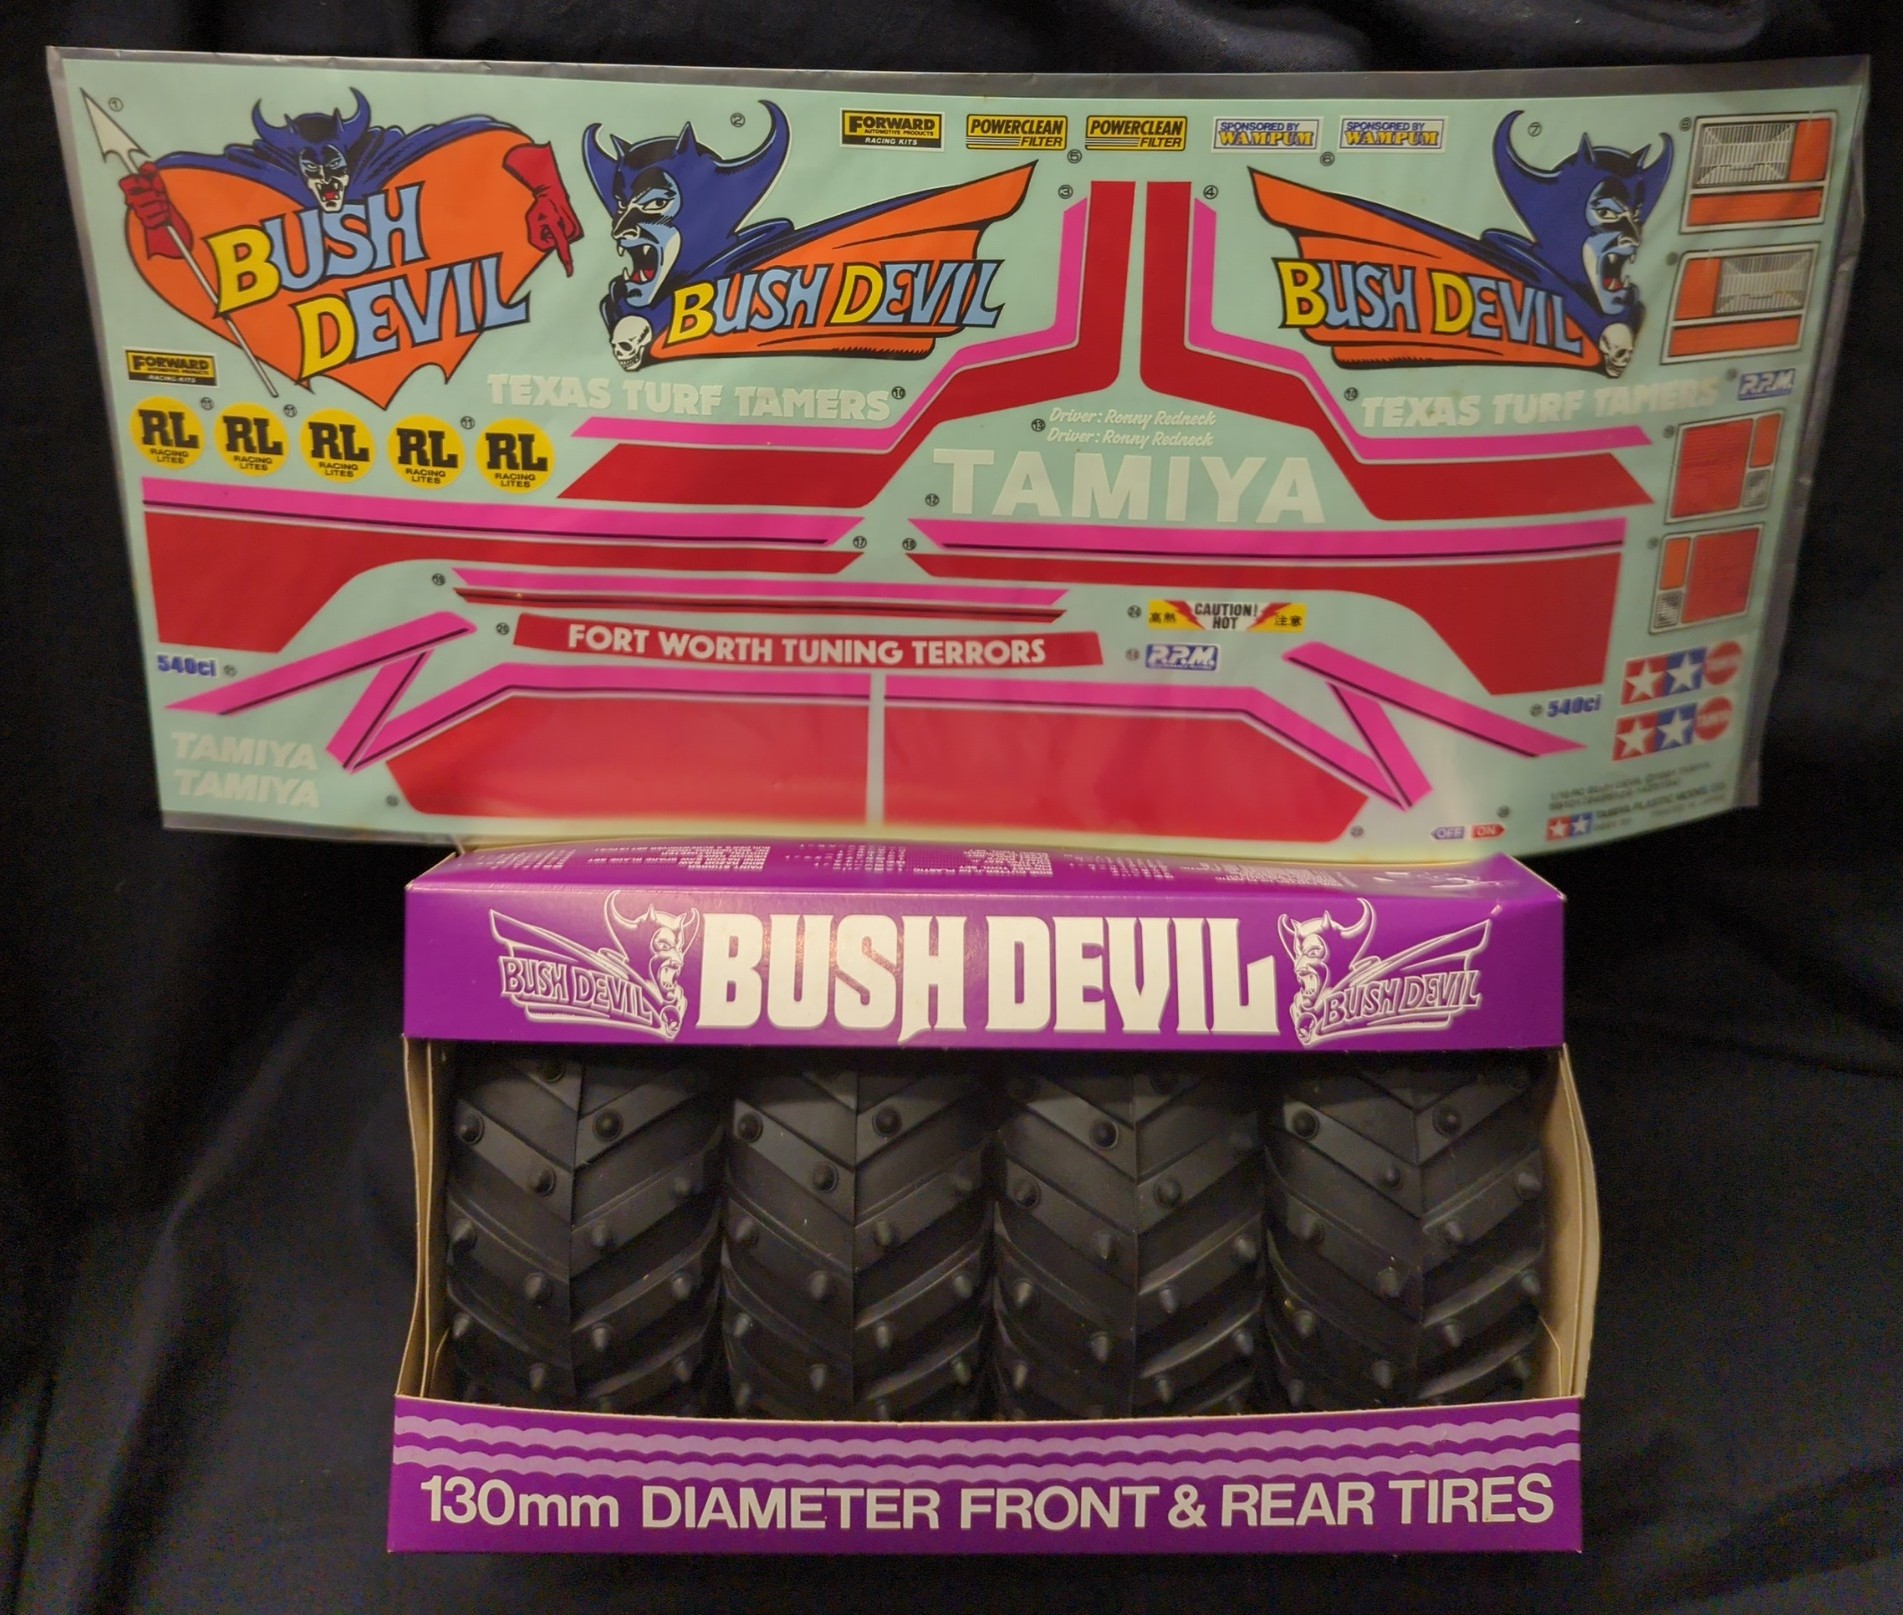 FORWARD
AUTOMOTIVE PRODUCTS
RACING KITS
POWERCLEAN
FILTER
POWERCLEAN
FILTER
SPONSORED BY
WAMPUM
SPONSORED BY
WAMPUM
BUSH
DEVIL
BUSH DEVIL
BUSH DEVIL
FORWARD
RACING KITS
TEXAS TURF TAMERS
TEXAS TURF TAMERS
R.P.M.
RL
RACING
LITES
RL
RACING
LITES
RL
RACING
LITES
RL
RACING
LITES
RL
RACING
LITES
Driver: Ronny Redneck
Driver: Ronny Redneck
TAMIYA
高熱 CAUTION! HOT 注意
FORT WORTH TUNING TERRORS
R.P.M.
540ci
540ci
TAMIYA
TAMIYA
OFF ON
BUSH DEVIL
BUSH DEVIL
BUSH DEVIL
130mm DIAMETER FRONT & REAR TIRES